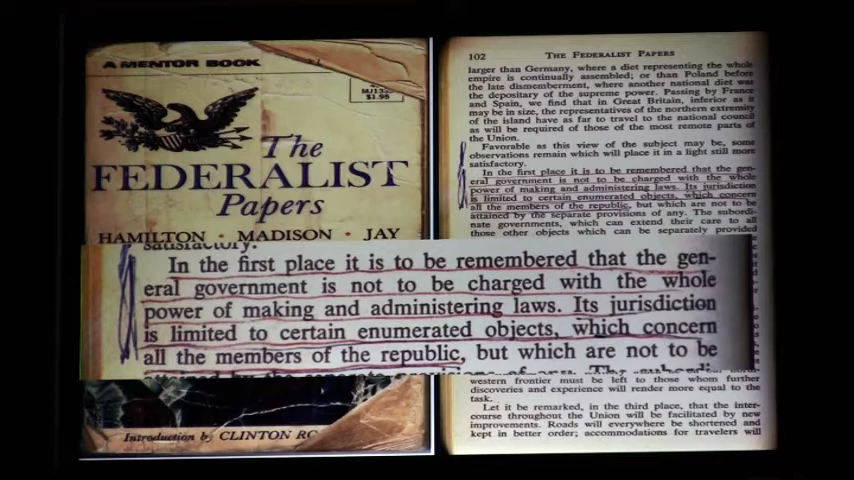 A MENTOR BOOK
MJ133
$1.95
The
FEDERALIST
Papers
HAMILTON • MADISON • JAY
Introduction by CLINTON RO
102 THE FEDERALIST PAPERS
larger than Germany, where a diet representing the whole
empire is continually assembled; or than Poland before
the late dismemberment, where another national diet was
the depositary of the supreme power. Passing by France
and Spain, we find that in Great Britain, inferior as it
may be in size, the representatives of the northern extremity
of the island have as far to travel to the national council
as will be required of those of the most remote parts of
the Union.
Favorable as this view of the subject may be, some
observations remain which will place it in a light still more
satisfactory.
In the first place it is to be remembered that the gen-
eral government is not to be charged with the whole
power of making and administering laws. Its jurisdiction
is limited to certain enumerated objects, which concern
all the members of the republic, but which are not to be
attained by the separate provisions of any. The subordi-
nate governments, which can extend their care to all
those other objects which can be separately provided
satisfactory.
In the first place it is to be remembered that the gen-
eral government is not to be charged with the whole
power of making and administering laws. Its jurisdiction
is limited to certain enumerated objects, which concern
all the members of the republic, but which are not to be
attained by the separate provisions of any. The subordi-
western frontier must be left to those whom further
discoveries and experience will render more equal to the
task.
Let it be remarked, in the third place, that the inter-
course throughout the Union will be facilitated by new
improvements. Roads will everywhere be shortened and
kept in better order; accommodations for travelers will